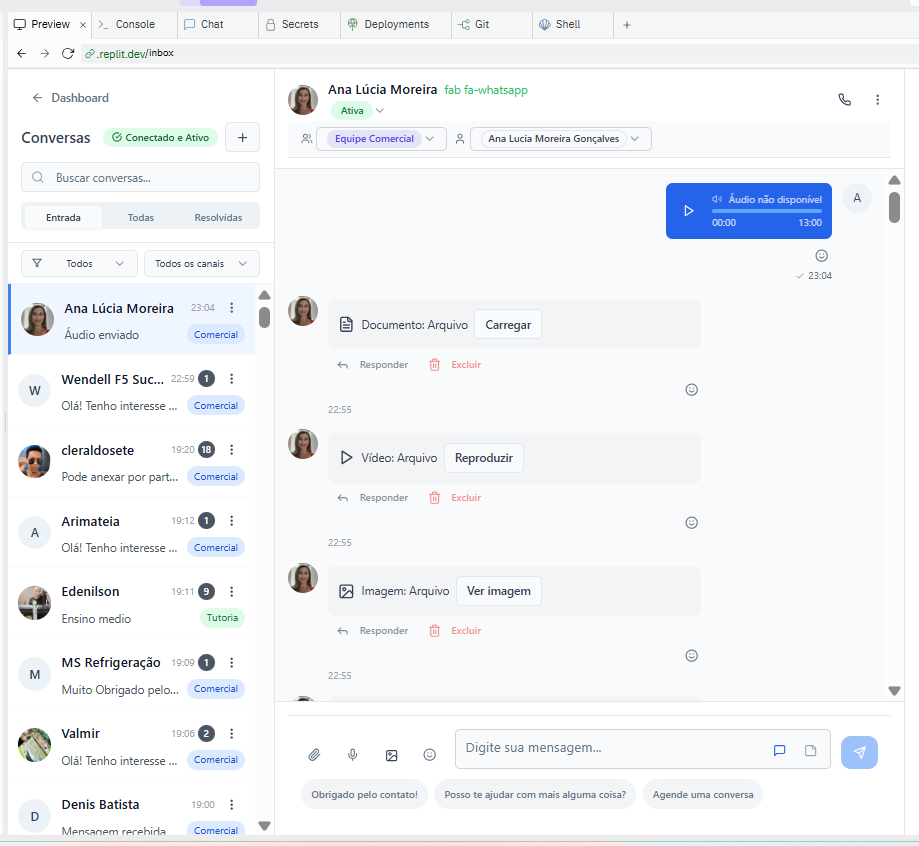 Preview × Console Chat Secrets Deployments Git Shell +
.replit.dev/inbox
Dashboard
Conversas Conectado e Ativo +
Buscar conversas...
Entrada Todas Resolvidas
Todos Todos os canais
Ana Lúcia Moreira 23:04
Áudio enviado Comercial
W Wendell F5 Suc... 22:59 1
Olá! Tenho interesse ... Comercial
cleraldosete 19:20 18
Pode anexar por part... Comercial
A Arimateia 19:12 1
Olá! Tenho interesse ... Comercial
Edenilson 19:11 9
Ensino medio Tutoria
M MS Refrigeração 19:09 1
Muito Obrigado pelo... Comercial
Valmir 19:06 2
Olá! Tenho interesse ... Comercial
D Denis Batista 19:00
Mensagem recebida Comercial
Ana Lúcia Moreira fab fa-whatsapp
Ativa
Equipe Comercial Ana Lucia Moreira Gonçalves
Áudio não disponível A
00:00 13:00
23:04
Documento: Arquivo Carregar
Responder Excluir
22:55
Vídeo: Arquivo Reproduzir
Responder Excluir
22:55
Imagem: Arquivo Ver imagem
Responder Excluir
22:55
Digite sua mensagem...
Obrigado pelo contato! Posso te ajudar com mais alguma coisa? Agende uma conversa